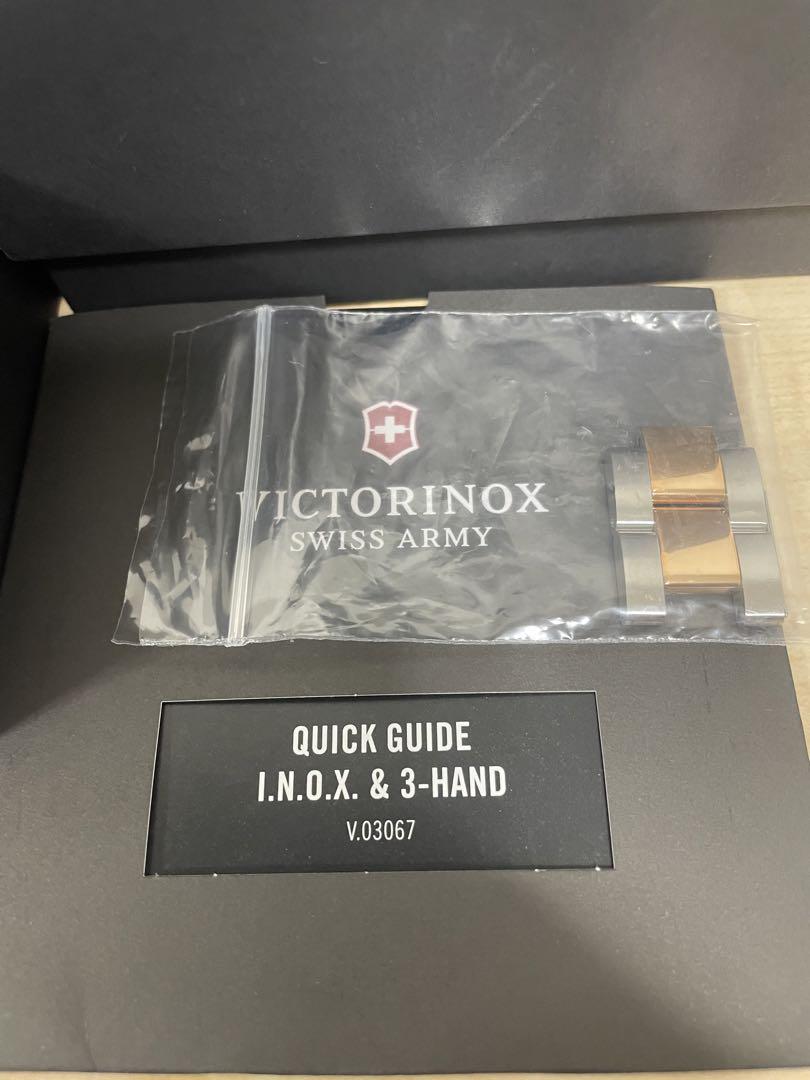 VICTORINOX
SWISS ARMY
QUICK GUIDE
I.N.O.X. & 3-HAND
V.03067